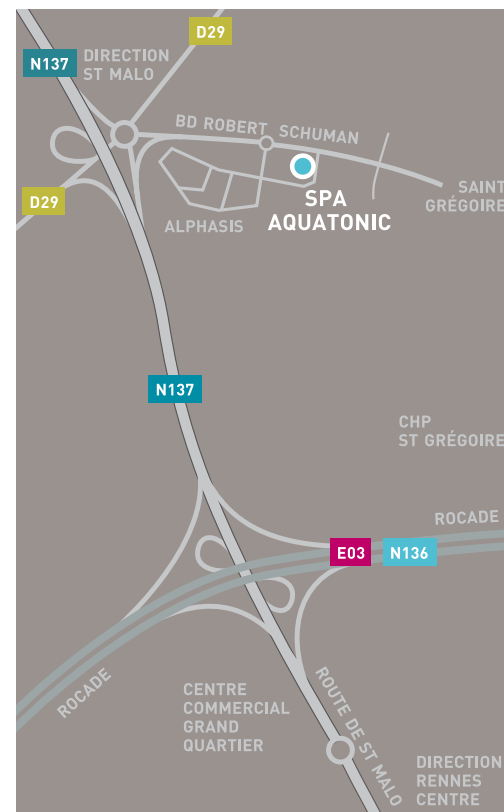 D29
N137
DIRECTION
ST MALO
BD ROBERT SCHUMAN
D29
SAINT
GRÉGOIRE
SPA
AQUATONIC
ALPHASIS
N137
CHP
ST GRÉGOIRE
ROCADE
E03
N136
ROCADE
CENTRE
COMMERCIAL
GRAND
QUARTIER
ROUTE DE ST MALO
DIRECTION
RENNES
CENTRE